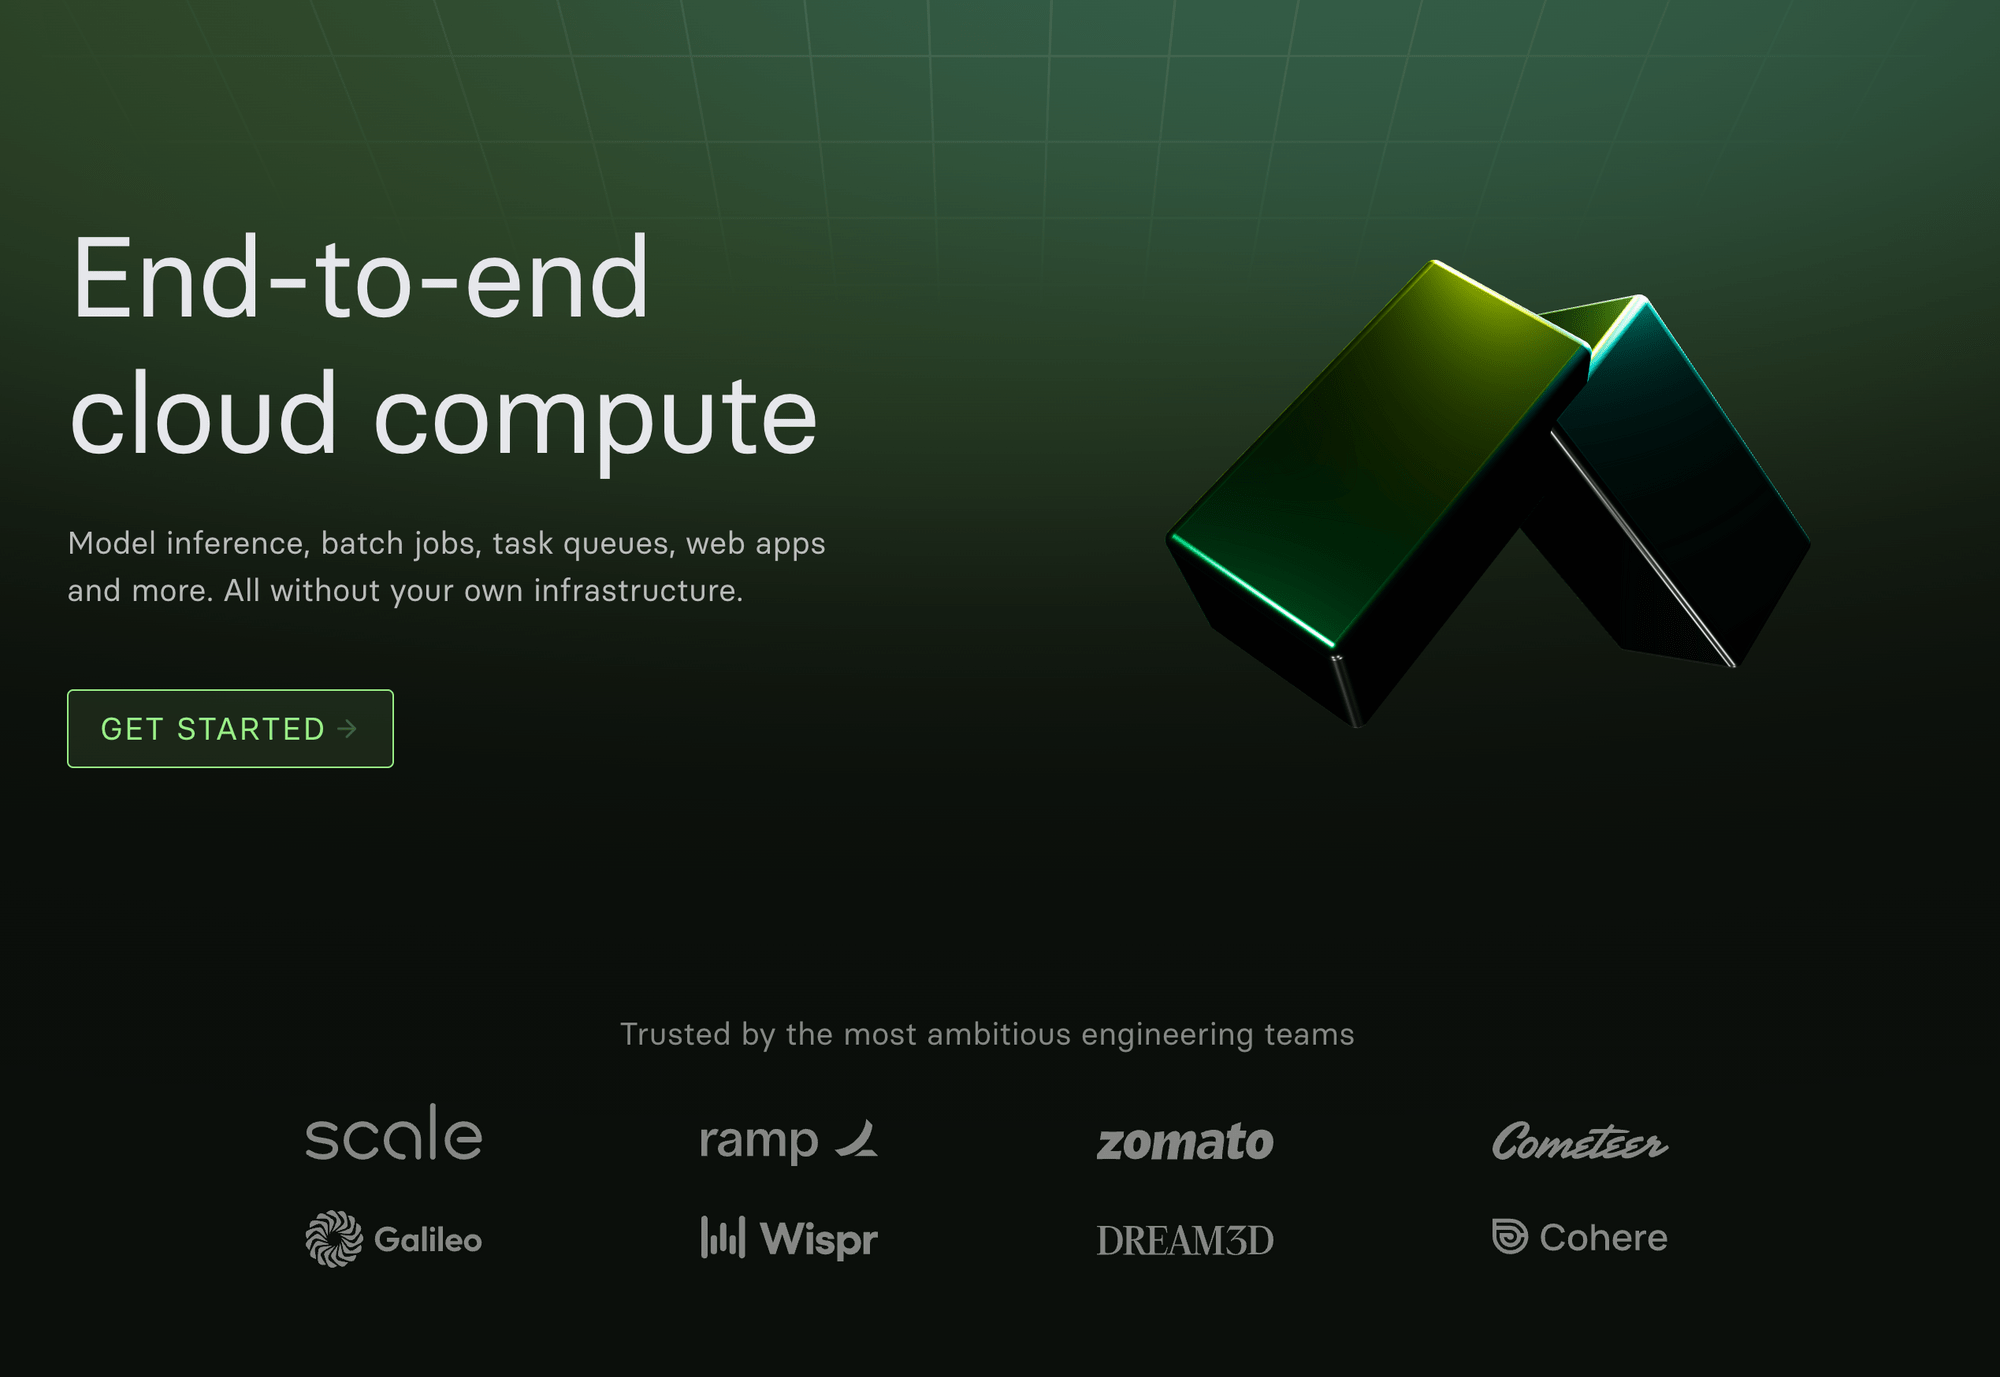 End-to-end
cloud compute
Model inference, batch jobs, task queues, web apps
and more. All without your own infrastructure.
GET STARTED →
Trusted by the most ambitious engineering teams
scale
ramp
zomato
Cometeer
Galileo
Wispr
DREAM3D
Cohere